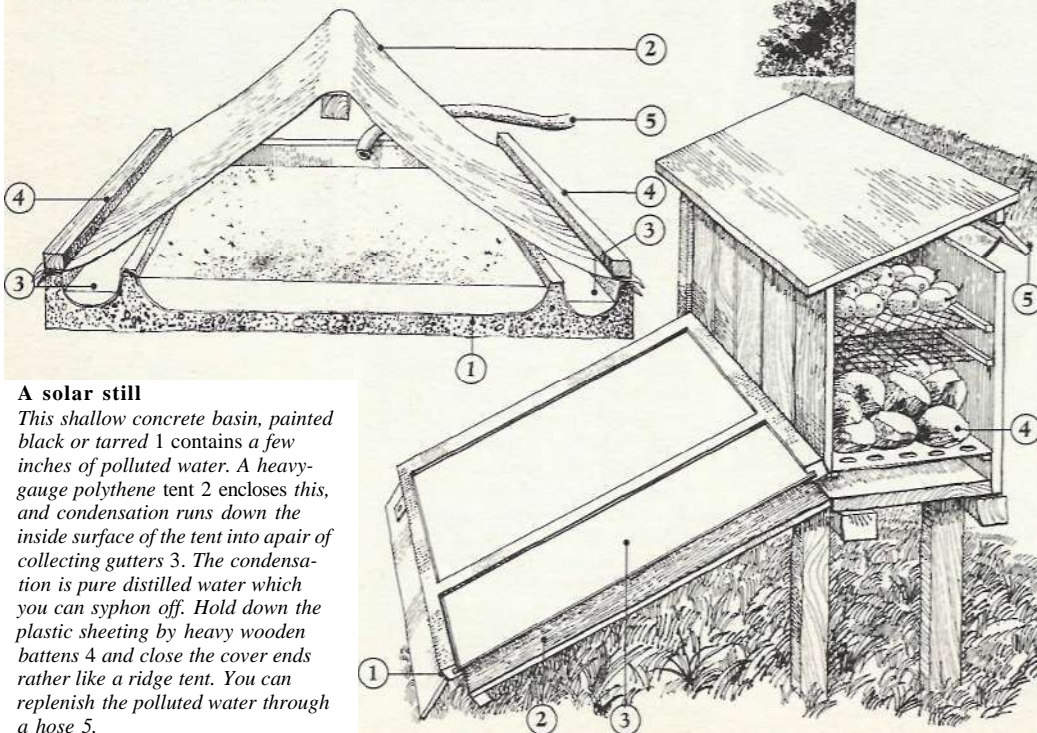 2
5
4
4
3
3
1
5
4
1
2
3
A solar still
This shallow concrete basin, painted
black or tarred 1 contains a few
inches of polluted water. A heavy-
gauge polythene tent 2 encloses this,
and condensation runs down the
inside surface of the tent into apair of
collecting gutters 3. The condensa-
tion is pure distilled water which
you can syphon off. Hold down the
plastic sheeting by heavy wooden
battens 4 and close the cover ends
rather like a ridge tent. You can
replenish the polluted water through
a hose 5.